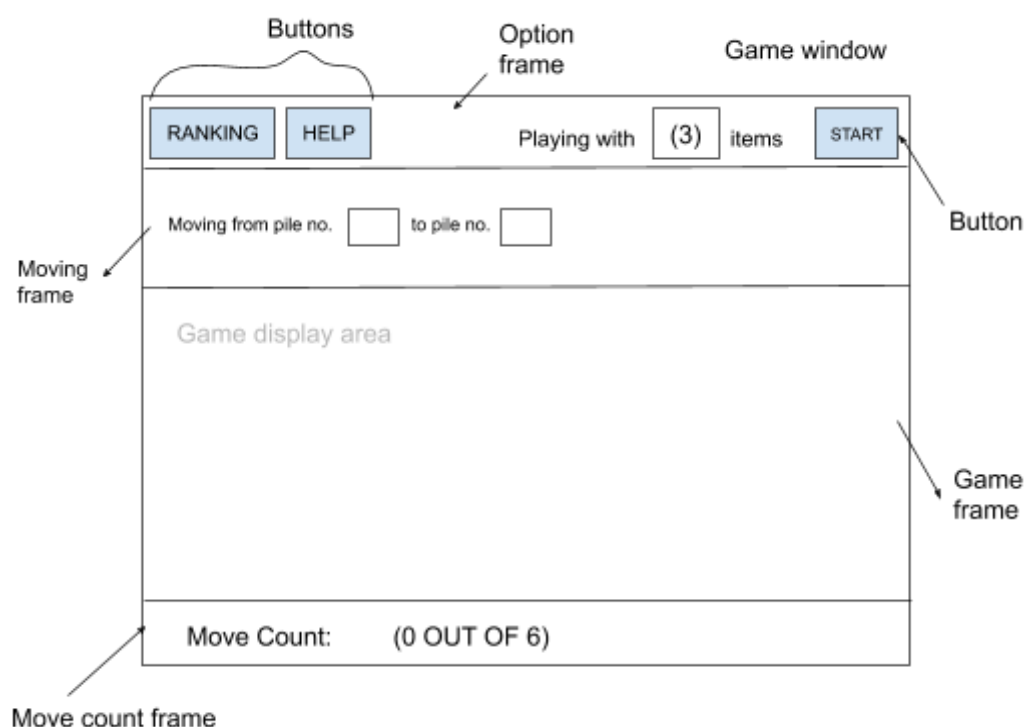 Buttons
Option
frame
Game window
RANKING
HELP
Playing with
(3)
items
START
Button
Moving from pile no.
to pile no.
Moving
frame
Game display area
Game
frame
Move Count:
(0 OUT OF 6)
Move count frame